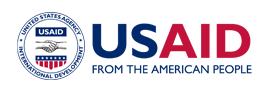 UNITED STATES AGENCY
USAID
INTERNATIONAL DEVELOPMENT
USAID
FROM THE AMERICAN PEOPLE